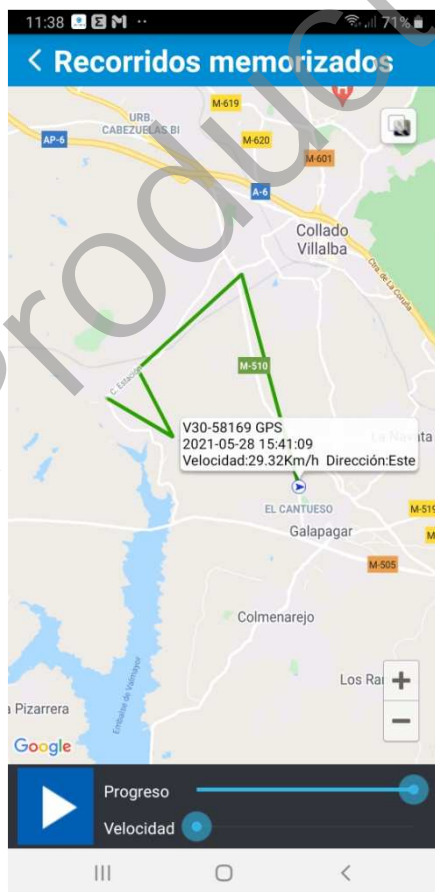 11:38
71%
Recorridos memorizados
M-619
URB.
CABEZUELAS BI
AP-6
M-620
M-601
A-6
Collado
Villalba
Ctra. de La Coruña
C. Estación
M-510
V30-58169 GPS
2021-05-28 15:41:09
Velocidad:29.32Km/h Dirección:Este
ta
EL CANTUESO
M-519
Galapagar
M
M-505
Colmenarejo
Embalse de Valmayor
Los Ra
+
a Pizarrera
−
Google
Progreso
Velocidad
product